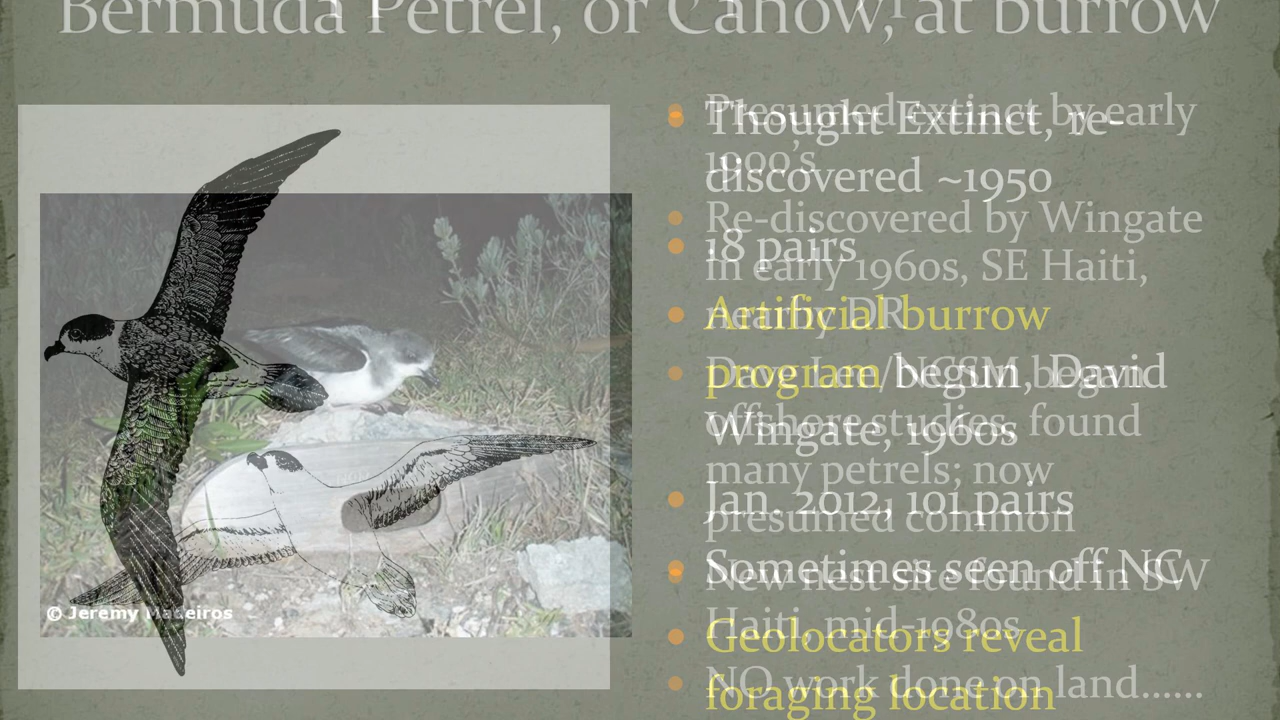 Bermuda Petrel, or Cahow, at burrow
Thought Extinct, re-
discovered ~1950
18 pairs
Artificial burrow
program begun, David
Wingate, 1960s
Jan. 2012, 101 pairs
Sometimes seen off NC
Geolocators reveal
foraging location
Presumed extinct by early
1900's
Re-discovered by Wingate
in early 1960s, SE Haiti,
nearby DR
Dave Lee/NCSM began
offshore studies, found
many petrels; now
presumed common
New nest site found in SW
Haiti, mid-1980s
NO work done on land......
© Jeremy Madeiros